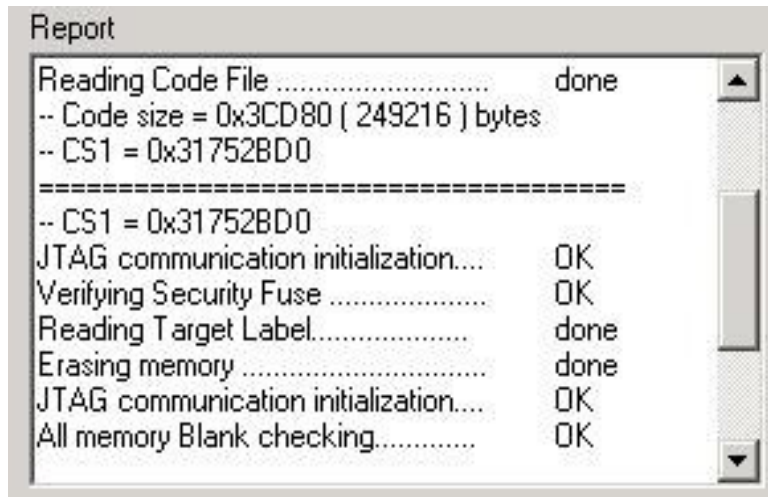 Report
Reading Code File ........................... done
-- Code size = 0x3CD80 ( 249216 ) bytes
-- CS1 = 0x31752BD0
=====================================
-- CS1 = 0x31752BD0
JTAG communication initialization.... OK
Verifying Security Fuse .................... OK
Reading Target Label.................... done
Erasing memory ............................... done
JTAG communication initialization.... OK
All memory Blank checking............. OK